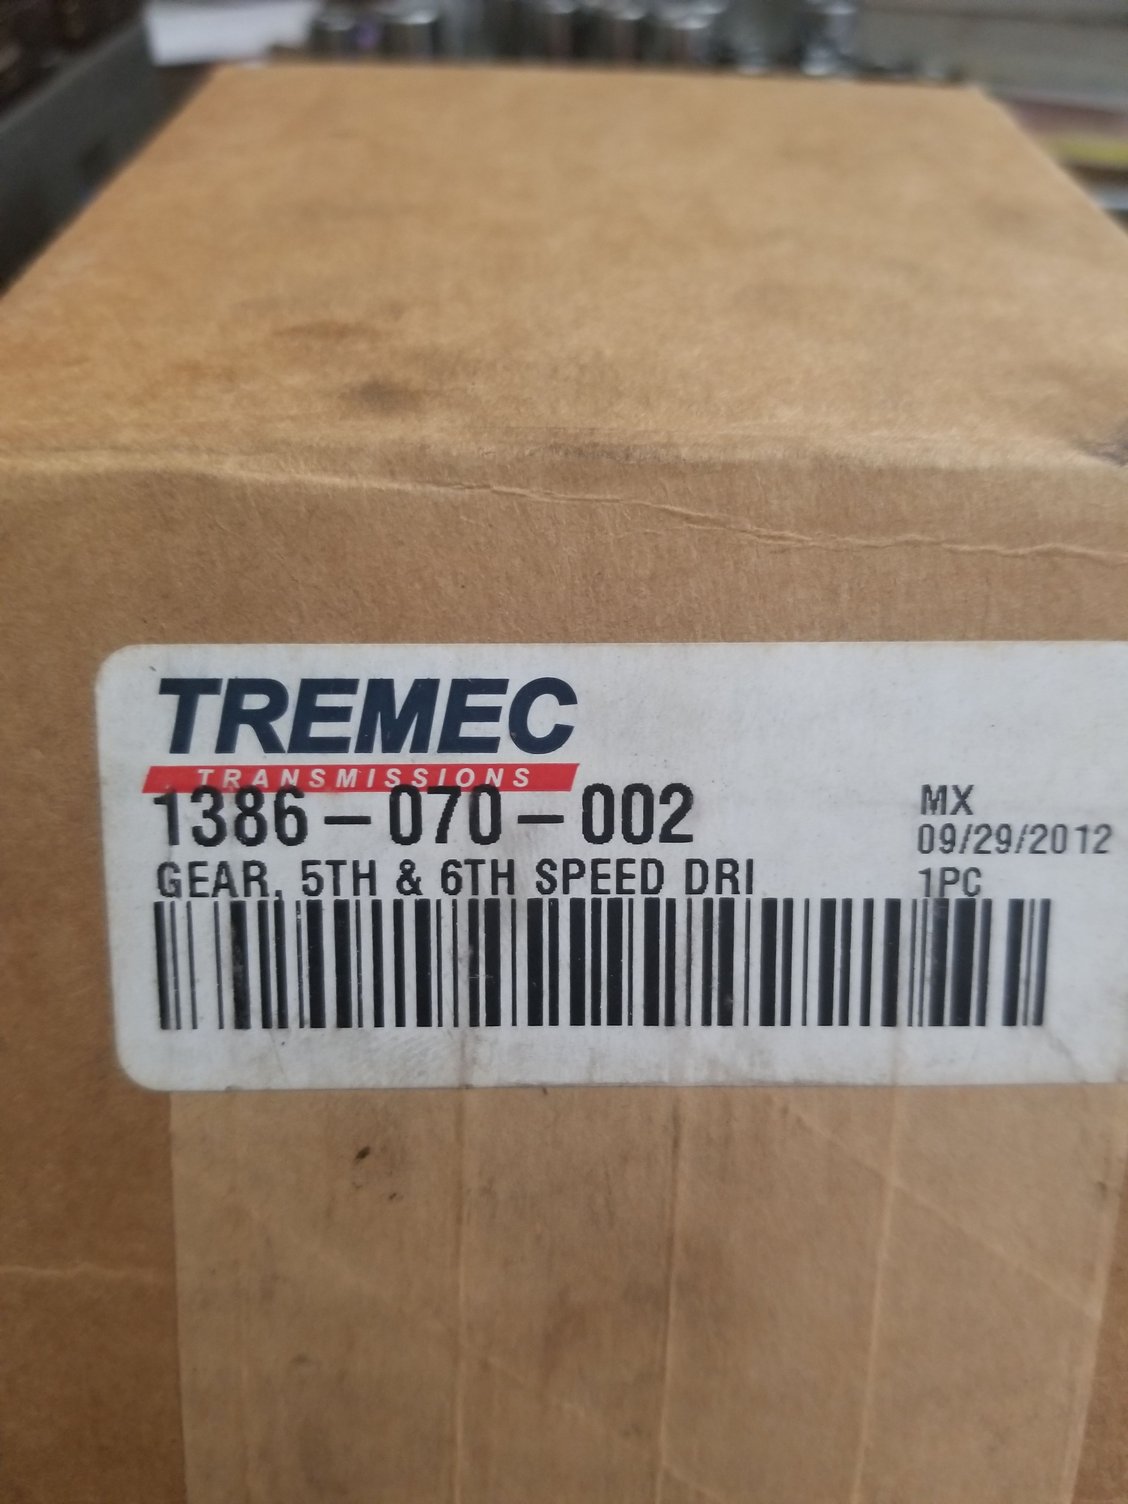 TREMEC
TRANSMISSIONS
1386-070-002
MX
09/29/2012
GEAR, 5TH & 6TH SPEED DRI
1PC